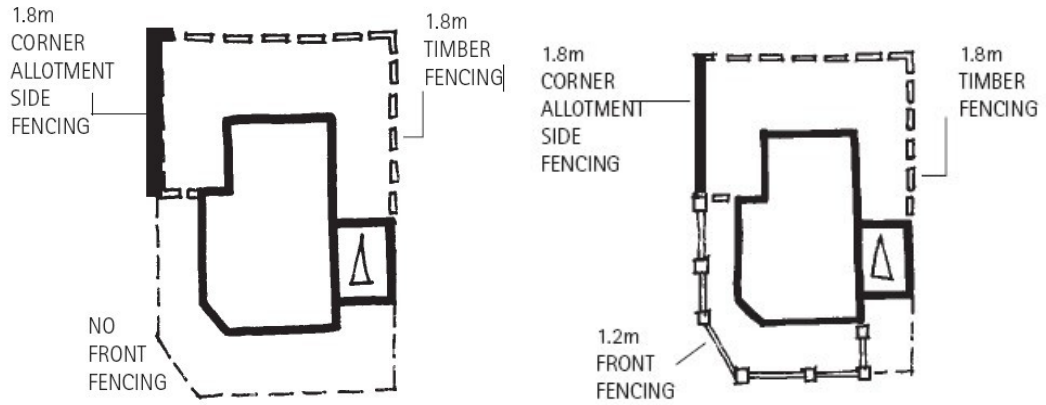 1.8m
CORNER
ALLOTMENT
SIDE
FENCING
1.8m
TIMBER
FENCING
NO
FRONT
FENCING
1.8m
CORNER
ALLOTMENT
SIDE
FENCING
1.8m
TIMBER
FENCING
1.2m
FRONT
FENCING